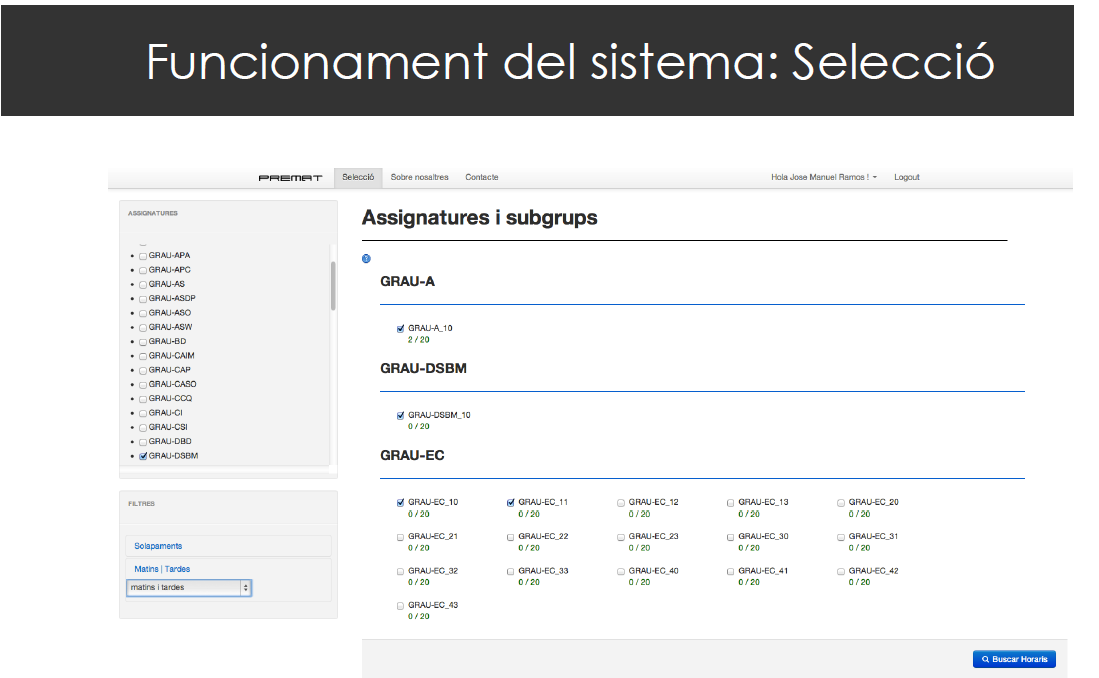 Funcionament del sistema: Selecció
PREMAT Selecció Sobre nosaltres Contacte Hola Jose Manuel Ramos ! Logout
ASSIGNATURES
GRAU-APA
GRAU-APC
GRAU-AS
GRAU-ASDP
GRAU-ASO
GRAU-ASW
GRAU-BD
GRAU-CAIM
GRAU-CAP
GRAU-CASO
GRAU-CCQ
GRAU-CI
GRAU-CSI
GRAU-DBD
GRAU-DSBM
FILTRES
Solapaments
Matins | Tardes
matins i tardes
Assignatures i subgrups
GRAU-A
GRAU-A_10
2 / 20
GRAU-DSBM
GRAU-DSBM_10
0 / 20
GRAU-EC
GRAU-EC_10 GRAU-EC_11 GRAU-EC_12 GRAU-EC_13 GRAU-EC_20
0 / 20 0 / 20 0 / 20 0 / 20 0 / 20
GRAU-EC_21 GRAU-EC_22 GRAU-EC_23 GRAU-EC_30 GRAU-EC_31
0 / 20 0 / 20 0 / 20 0 / 20 0 / 20
GRAU-EC_32 GRAU-EC_33 GRAU-EC_40 GRAU-EC_41 GRAU-EC_42
0 / 20 0 / 20 0 / 20 0 / 20 0 / 20
GRAU-EC_43
0 / 20
Buscar Horaris